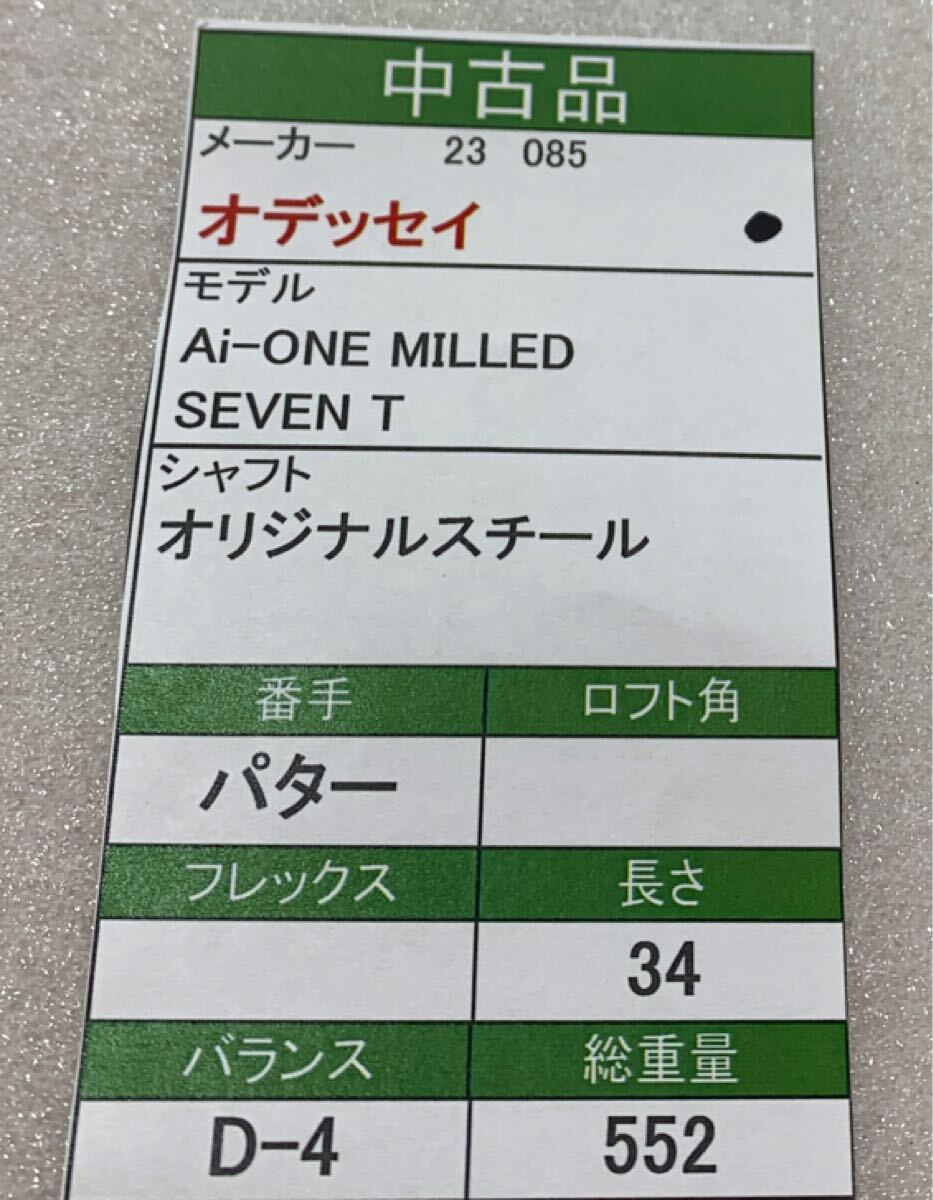 中古品
メーカー 23 085
オデッセイ
モデル
Ai-ONE MILLED
SEVEN T
シャフト
オリジナルスチール
番手 ロフト角
パター
フレックス 長さ
34
バランス 総重量
D-4 552